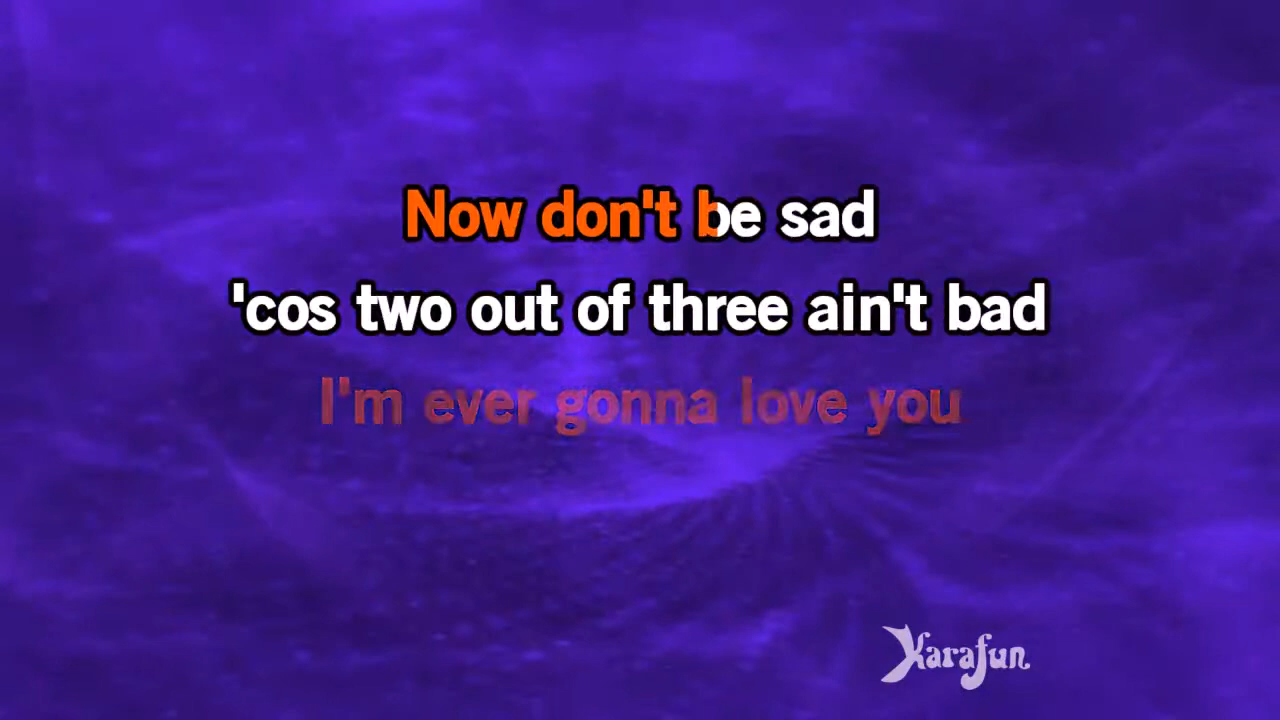 Now don't be sad
'cos two out of three ain't bad
I'm ever gonna love you
Karafun